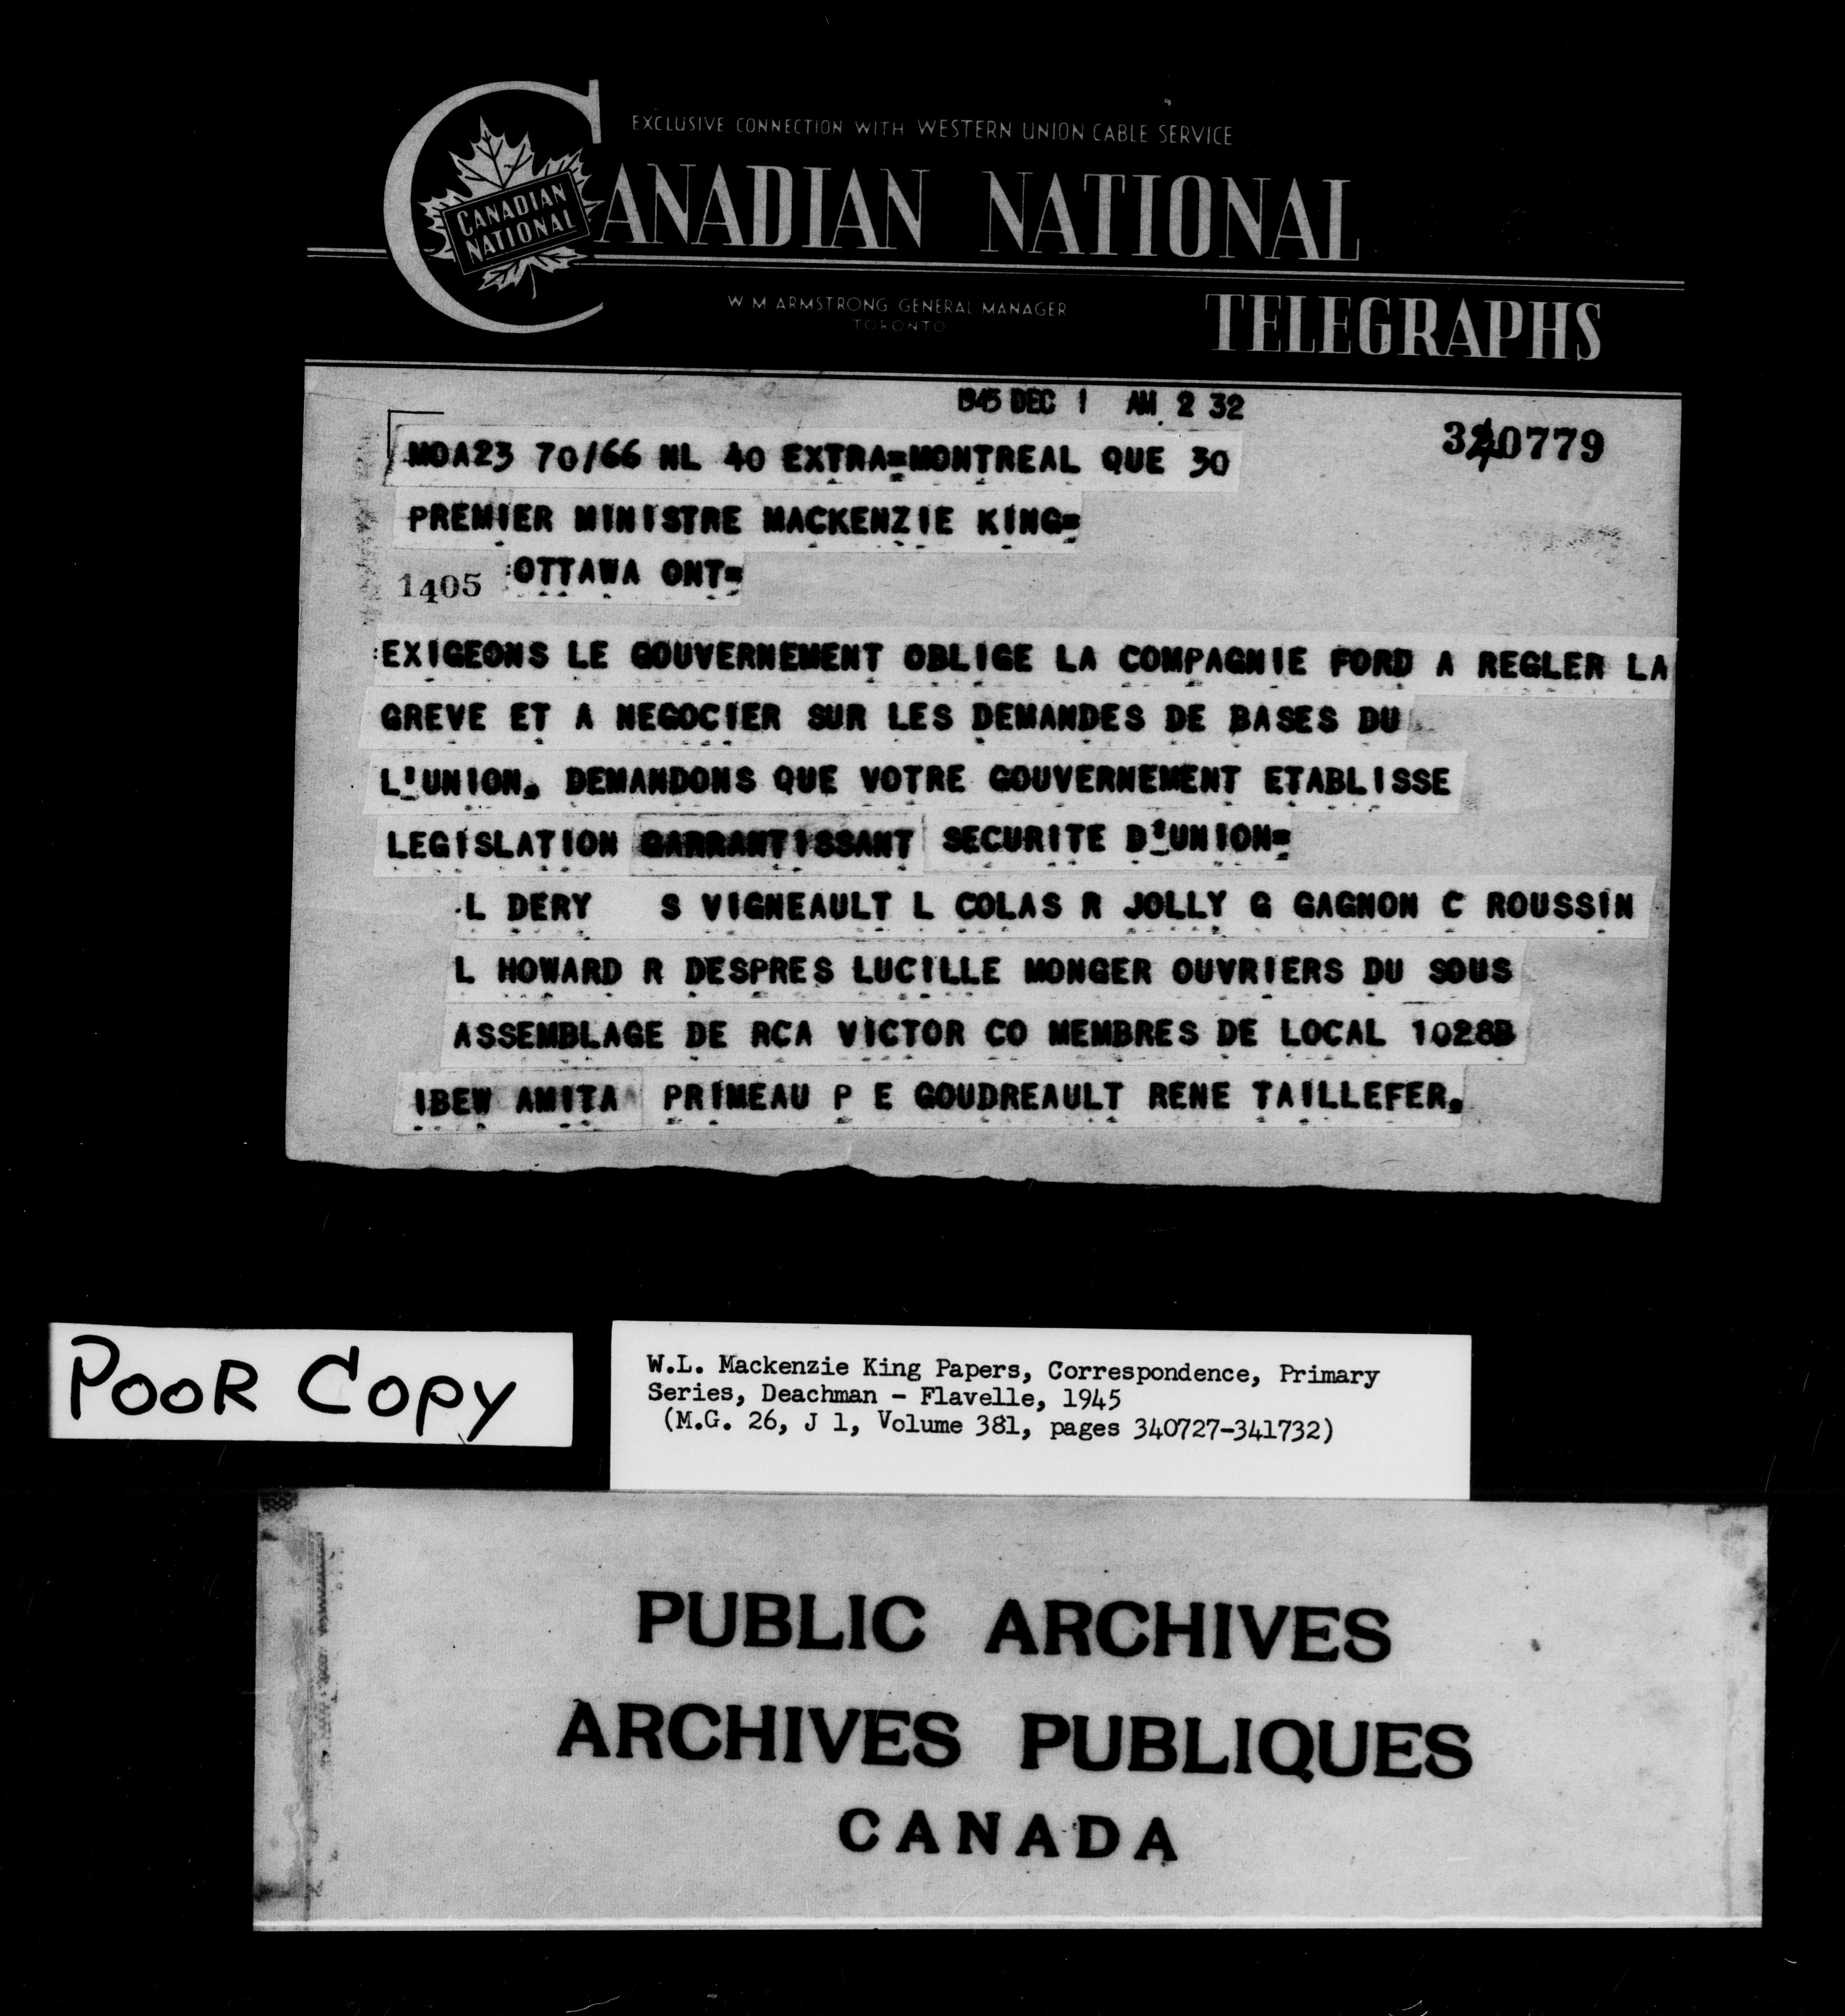 EXCLUSIVE CONNECTION WITH WESTERN UNION CABLE SERVICE
CANADIAN NATIONAL
CANADIAN
NATIONAL
W M ARMSTRONG GENERAL MANAGER
TORONTO
TELEGRAPHS
1945 DEC 1 AM 2 32
340779
MOA23 70/66 NL 40 EXTRA=MONTREAL QUE 30
PREMIER MINISTRE MACKENZIE KING=
1405 :OTTAWA ONT=
:EXIGEONS LE GOUVERNEMENT OBLIGE LA COMPAGNIE FORD A REGLER LA
GREVE ET A NEGOCIER SUR LES DEMANDES DE BASES DU
L'UNION. DEMANDONS QUE VOTRE GOUVERNEMENT ETABLISSE
LEGISLATION GARRANTISSANT SECURITE D'UNION=
L DERY S VIGNEAULT L COLAS R JOLLY G GAGNON C ROUSSIN
L HOWARD R DESPRES LUCILLE MONGER OUVRIERS DU SOUS
ASSEMBLAGE DE RCA VICTOR CO MEMBRES DE LOCAL 1028B
IBEW AMITA PRIMEAU P E GOUDREAULT RENE TAILLEFER.
POOR COPY
W.L. Mackenzie King Papers, Correspondence, Primary
Series, Deachman - Flavelle, 1945
(M.G. 26, J 1, Volume 381, pages 340727-341732)
PUBLIC ARCHIVES
ARCHIVES PUBLIQUES
CANADA